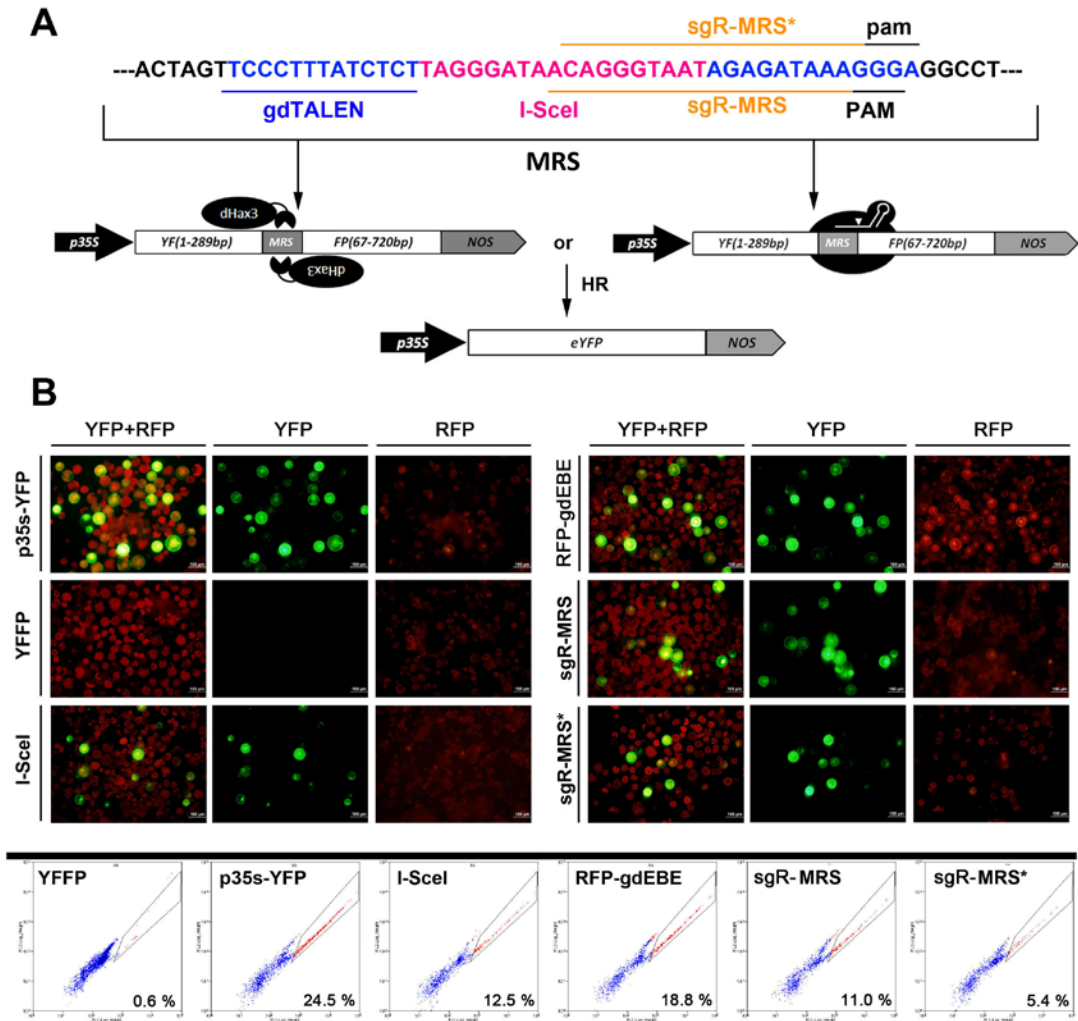 A
sgR-MRS* pam
---ACTAGTTCCCTTTATCTCTTAGGGATAACAGGGTAATAGAGATAAAGGGAGGCCT---
gdTALEN I-SceI sgR-MRS PAM
MRS
dHax3
p35S YF(1-289bp) MRS FP(67-720bp) NOS or p35S YF(1-289bp) MRS FP(67-720bp) NOS
dHax3
HR
p35S eYFP NOS
B
YFP+RFP YFP RFP YFP+RFP YFP RFP
p35s-YFP RFP-gdEBE
YFFP sgR-MRS
I-SceI sgR-MRS*
YFFP p35s-YFP I-SceI RFP-gdEBE sgR-MRS sgR-MRS*
0.6 % 24.5 % 12.5 % 18.8 % 11.0 % 5.4 %